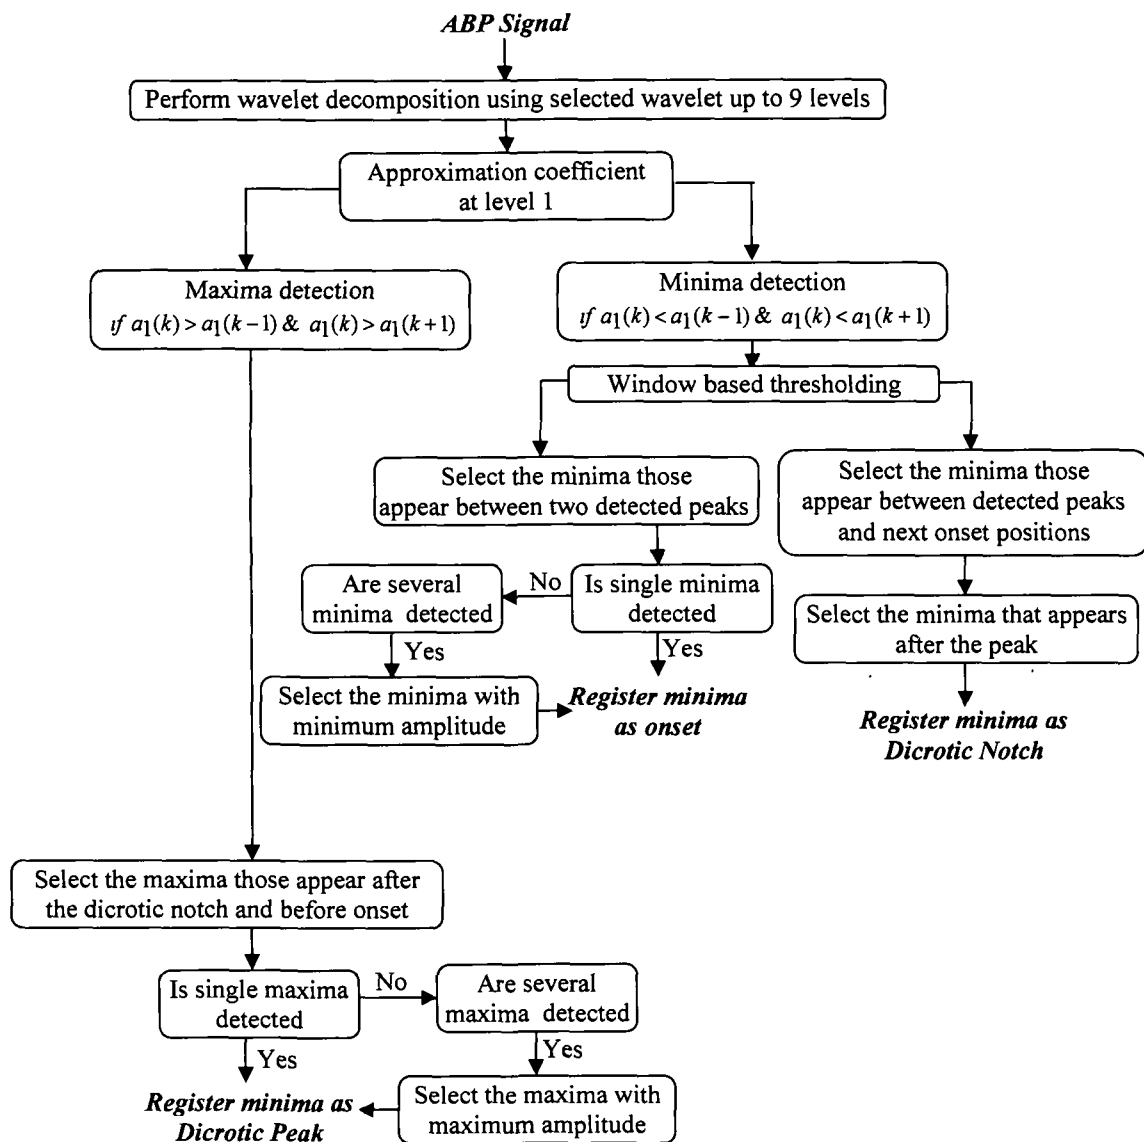 ABP Signal
Perform wavelet decomposition using selected wavelet up to 9 levels
Approximation coefficient
at level 1
Maxima detection
if a1(k) > a1(k−1) & a1(k) > a1(k+1)
Minima detection
if a1(k) < a1(k−1) & a1(k) < a1(k+1)
Window based thresholding
Select the minima those
appear between two detected peaks
Select the minima those
appear between detected peaks
and next onset positions
Are several
minima detected
No
Is single minima
detected
Select the minima that appears
after the peak
Yes
Yes
Select the minima with
minimum amplitude
Register minima
as onset
Register minima as
Dicrotic Notch
Select the maxima those appear after
the dicrotic notch and before onset
Is single maxima
detected
No
Are several
maxima detected
Yes
Yes
Register minima as
Dicrotic Peak
Select the maxima with
maximum amplitude